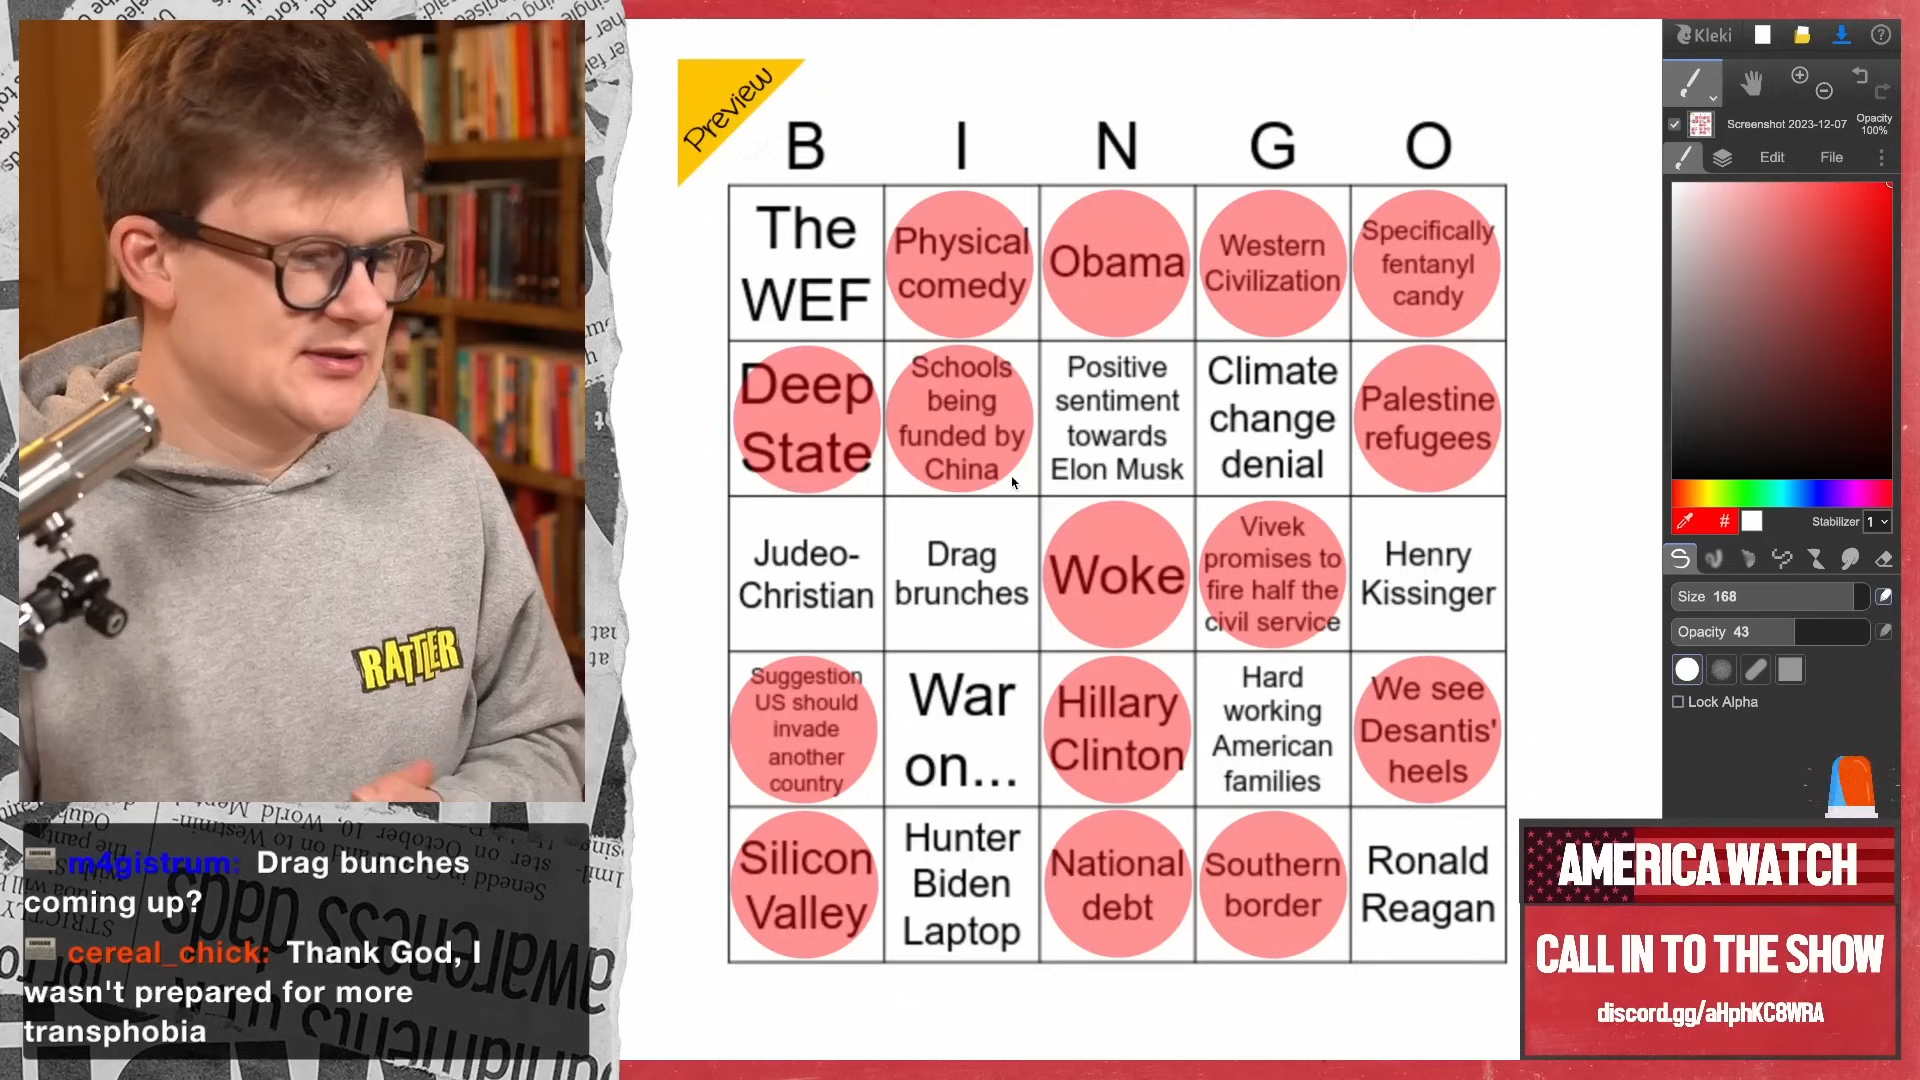 Preview
B I N G O
The
WEF
Physical
comedy
Obama
Western
Civilization
Specifically
fentanyl
candy
Deep
State
Schools
being
funded by
China
Positive
sentiment
towards
Elon Musk
Climate
change
denial
Palestine
refugees
Judeo-
Christian
Drag
brunches
Woke
Vivek
promises to
fire half the
civil service
Henry
Kissinger
Suggestion
US should
invade
another
country
War
on...
Hillary
Clinton
Hard
working
American
families
We see
Desantis'
heels
Silicon
Valley
Hunter
Biden
Laptop
National
debt
Southern
border
Ronald
Reagan
Kleki
Screenshot 2023-12-07
Opacity
100%
Edit
File
#
Stabilizer 1
Size 168
Opacity 43
Lock Alpha
RATTLER
m4gistrum: Drag bunches
coming up?
cereal_chick: Thank God, I
wasn't prepared for more
transphobia
AMERICA WATCH
CALL IN TO THE SHOW
discord.gg/aHphKC8WRA